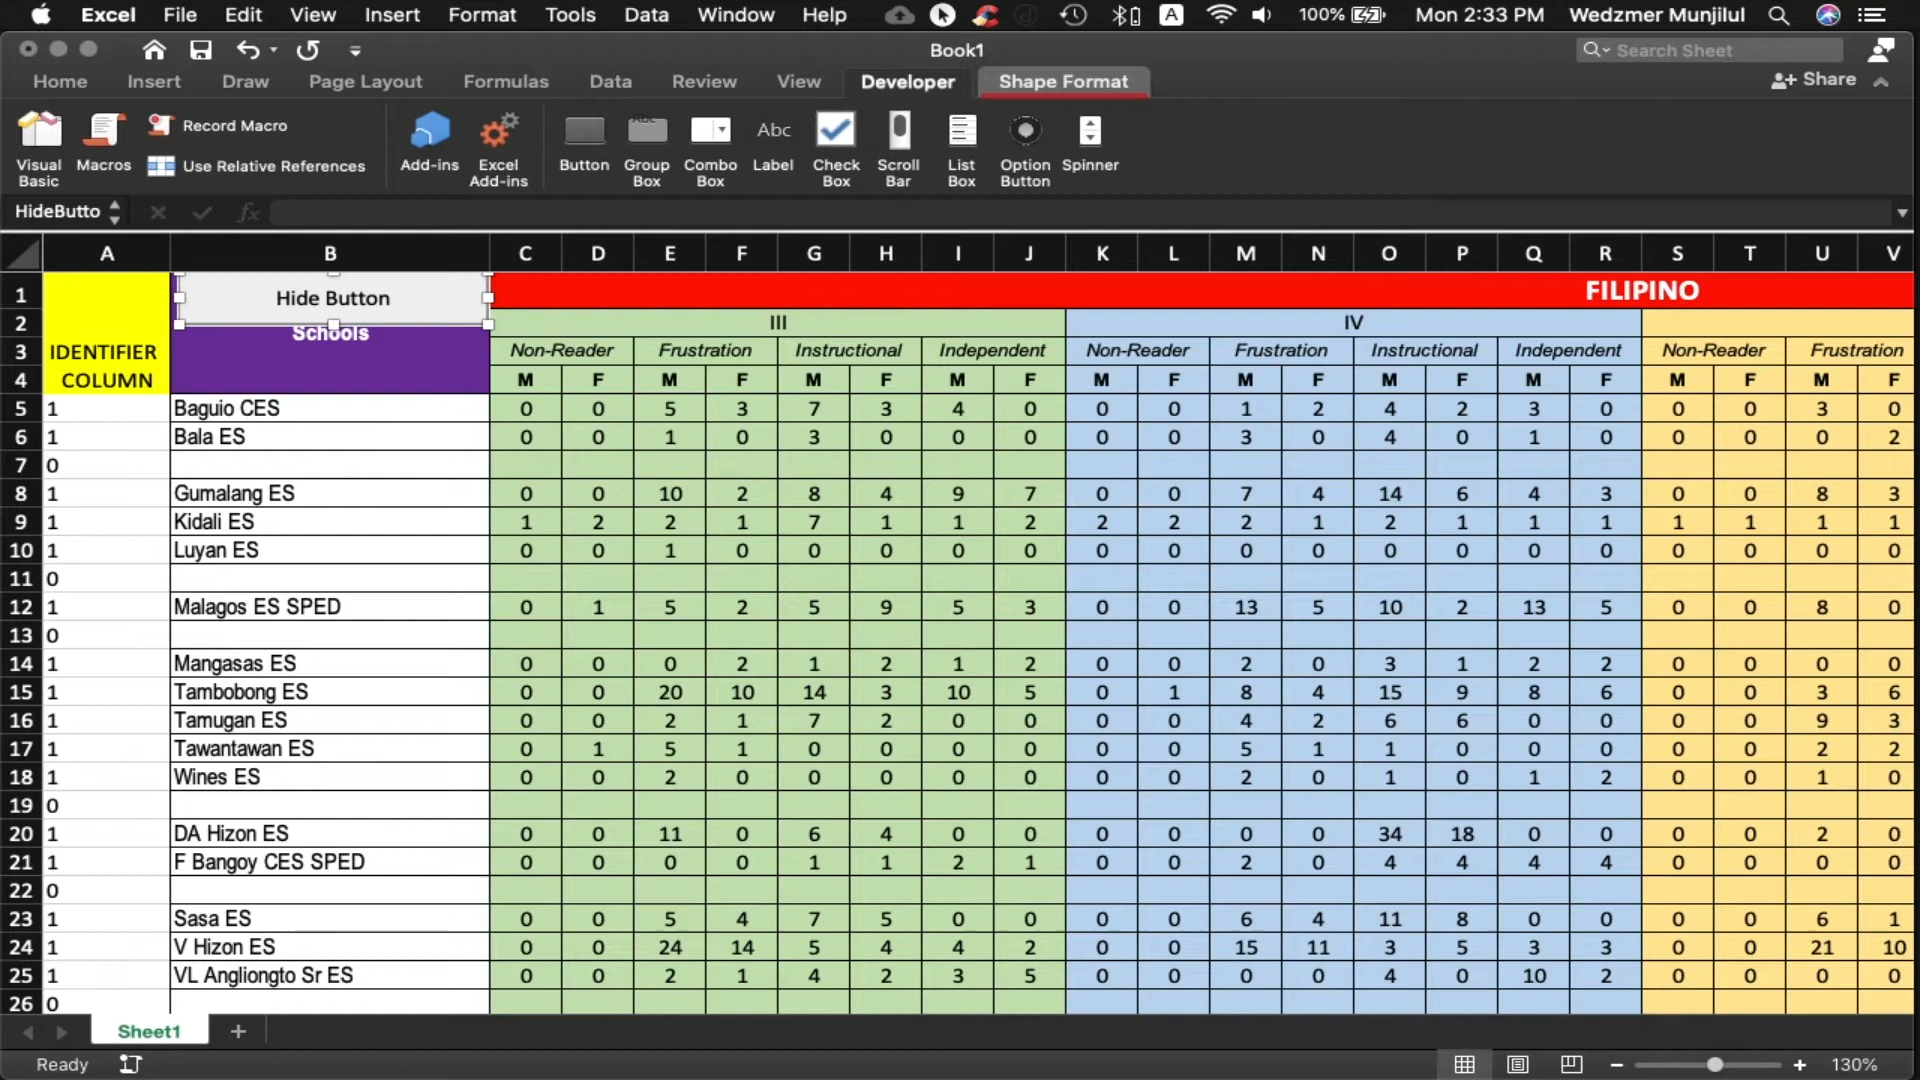 Excel File Edit View Insert Format Tools Data Window Help A 100% Mon 2:33 PM Wedzmer Munjilul
Book1
Search Sheet
Home Insert Draw Page Layout Formulas Data Review View Developer Shape Format
Share
Visual Basic
Macros
Record Macro
Use Relative References
Add-ins
Excel Add-ins
Button
Abc
Group Box
Combo Box
Abc
Label
Check Box
Scroll Bar
List Box
Option Button
Spinner
HideButto
fx
A B C D E F G H I J K L M N O P Q R S T U V
1 Hide Button FILIPINO
2 Schools III IV
3 IDENTIFIER Non-Reader Frustration Instructional Independent Non-Reader Frustration Instructional Independent Non-Reader Frustration
4 COLUMN M F M F M F M F M F M F M F M F M F M F
5 1 Baguio CES 0 0 5 3 7 3 4 0 0 0 1 2 4 2 3 0 0 0 3 0
6 1 Bala ES 0 0 1 0 3 0 0 0 0 0 3 0 4 0 1 0 0 0 0 2
7 0
8 1 Gumalang ES 0 0 10 2 8 4 9 7 0 0 7 4 14 6 4 3 0 0 8 3
9 1 Kidali ES 1 2 2 1 7 1 1 2 2 2 2 1 2 1 1 1 1 1 1 1
10 1 Luyan ES 0 0 1 0 0 0 0 0 0 0 0 0 0 0 0 0 0 0 0 0
11 0
12 1 Malagos ES SPED 0 1 5 2 5 9 5 3 0 0 13 5 10 2 13 5 0 0 8 0
13 0
14 1 Mangasas ES 0 0 0 2 1 2 1 2 0 0 2 0 3 1 2 2 0 0 0 0
15 1 Tambobong ES 0 0 20 10 14 3 10 5 0 1 8 4 15 9 8 6 0 0 3 6
16 1 Tamugan ES 0 0 2 1 7 2 0 0 0 0 4 2 6 6 0 0 0 0 9 3
17 1 Tawantawan ES 0 1 5 1 0 0 0 0 0 0 5 1 1 0 0 0 0 0 2 2
18 1 Wines ES 0 0 2 0 0 0 0 0 0 0 2 0 1 0 1 2 0 0 1 0
19 0
20 1 DA Hizon ES 0 0 11 0 6 4 0 0 0 0 0 0 34 18 0 0 0 0 2 0
21 1 F Bangoy CES SPED 0 0 0 0 1 1 2 1 0 0 2 0 4 4 4 4 0 0 0 0
22 0
23 1 Sasa ES 0 0 5 4 7 5 0 0 0 0 6 4 11 8 0 0 0 0 6 1
24 1 V Hizon ES 0 0 24 14 5 4 4 2 0 0 15 11 3 5 3 3 0 0 21 10
25 1 VL Angliongto Sr ES 0 0 2 1 4 2 3 5 0 0 0 0 4 0 10 2 0 0 0 0
26 0
Sheet1
Ready 130%